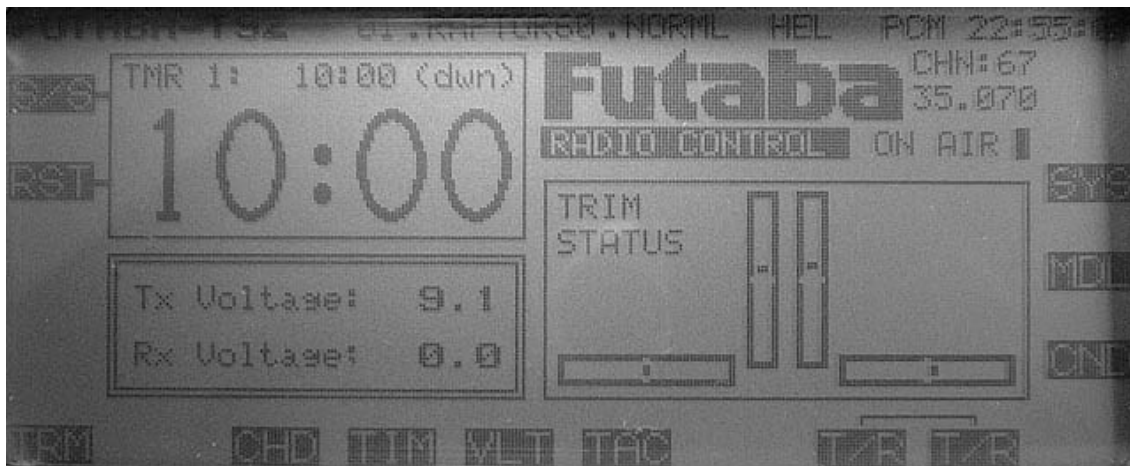 FUTABA-T9Z 01.RAPTOR60.NORML HEL PCM 22:55:
S/S
TMR 1: 10:00 (dwn)
10:00
RST
Futaba
CHN:67
35.070
RADIO CONTROL ON AIR
TRIM
STATUS
SYS
MDL
CND
Tx Voltage: 9.1
Rx Voltage: 0.0
TRM CHD TIM VLT TAC T/R T/R